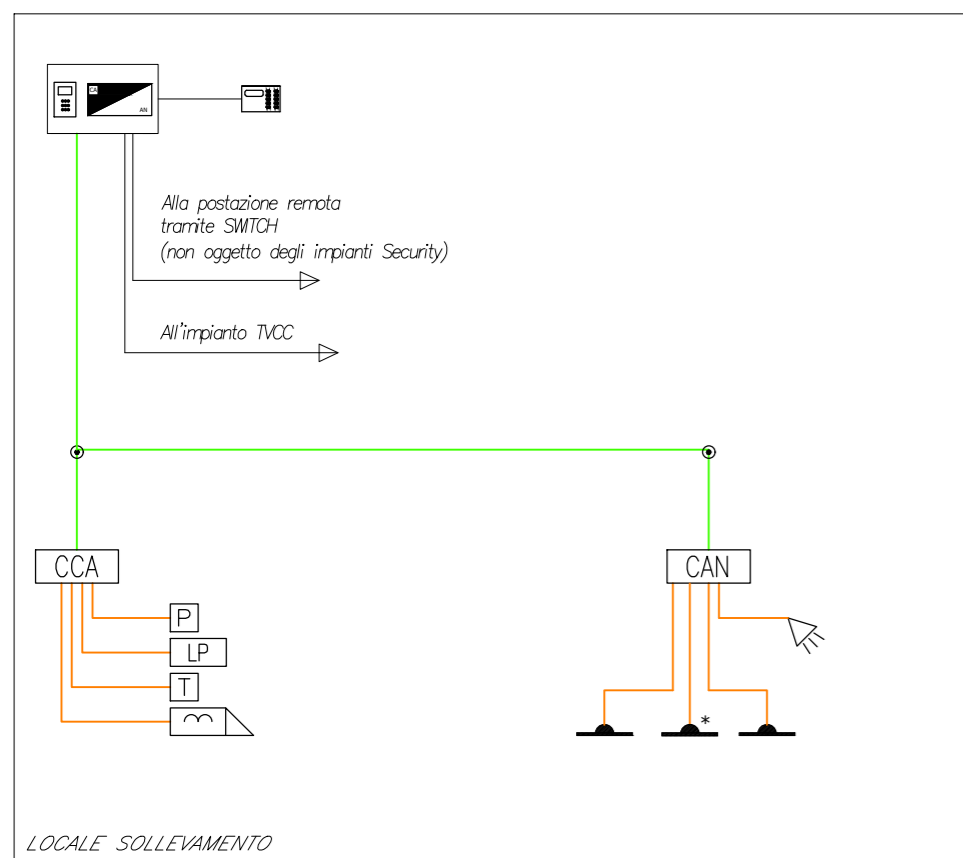 CA
AN
Alla postazione remota
tramite SWITCH
(non oggetto degli impianti Security)
All'impianto TVCC
CCA
CAN
P
LP
T
*
LOCALE SOLLEVAMENTO